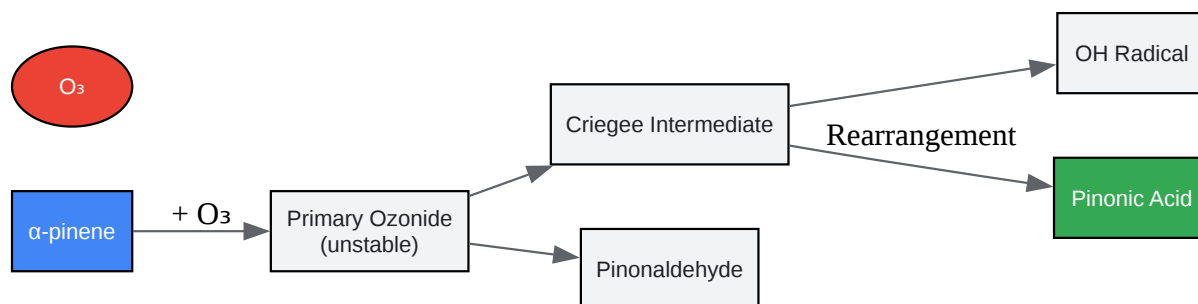 O₃
α-pinene
+ O₃
Primary Ozonide
(unstable)
Criegee Intermediate
Pinonaldehyde
OH Radical
Rearrangement
Pinonic Acid